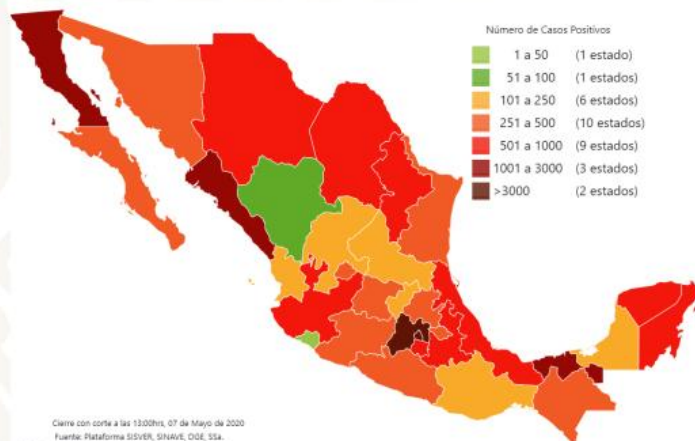 Número de Casos Positivos
1 a 50 (1 estado)
51 a 100 (1 estados)
101 a 250 (6 estados)
251 a 500 (10 estados)
501 a 1000 (9 estados)
1001 a 3000 (3 estados)
>3000 (2 estados)
Cierre con corte a las 13:00hrs, 07 de Mayo de 2020
Fuente: Plataforma SISVER, SINAVE, DGE, SSa.